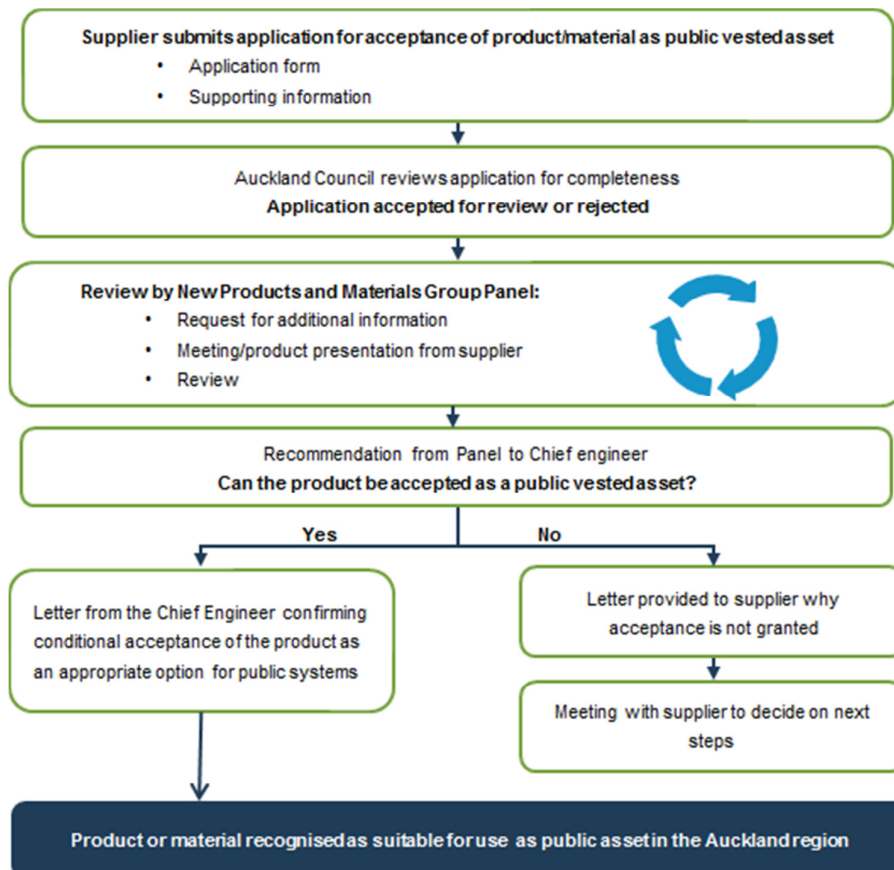 Supplier submits application for acceptance of product/material as public vested asset
• Application form
• Supporting information
Auckland Council reviews application for completeness
Application accepted for review or rejected
Review by New Products and Materials Group Panel:
• Request for additional information
• Meeting/product presentation from supplier
• Review
Recommendation from Panel to Chief engineer
Can the product be accepted as a public vested asset?
Yes
No
Letter from the Chief Engineer confirming
conditional acceptance of the product as
an appropriate option for public systems
Letter provided to supplier why
acceptance is not granted
Meeting with supplier to decide on next
steps
Product or material recognised as suitable for use as public asset in the Auckland region